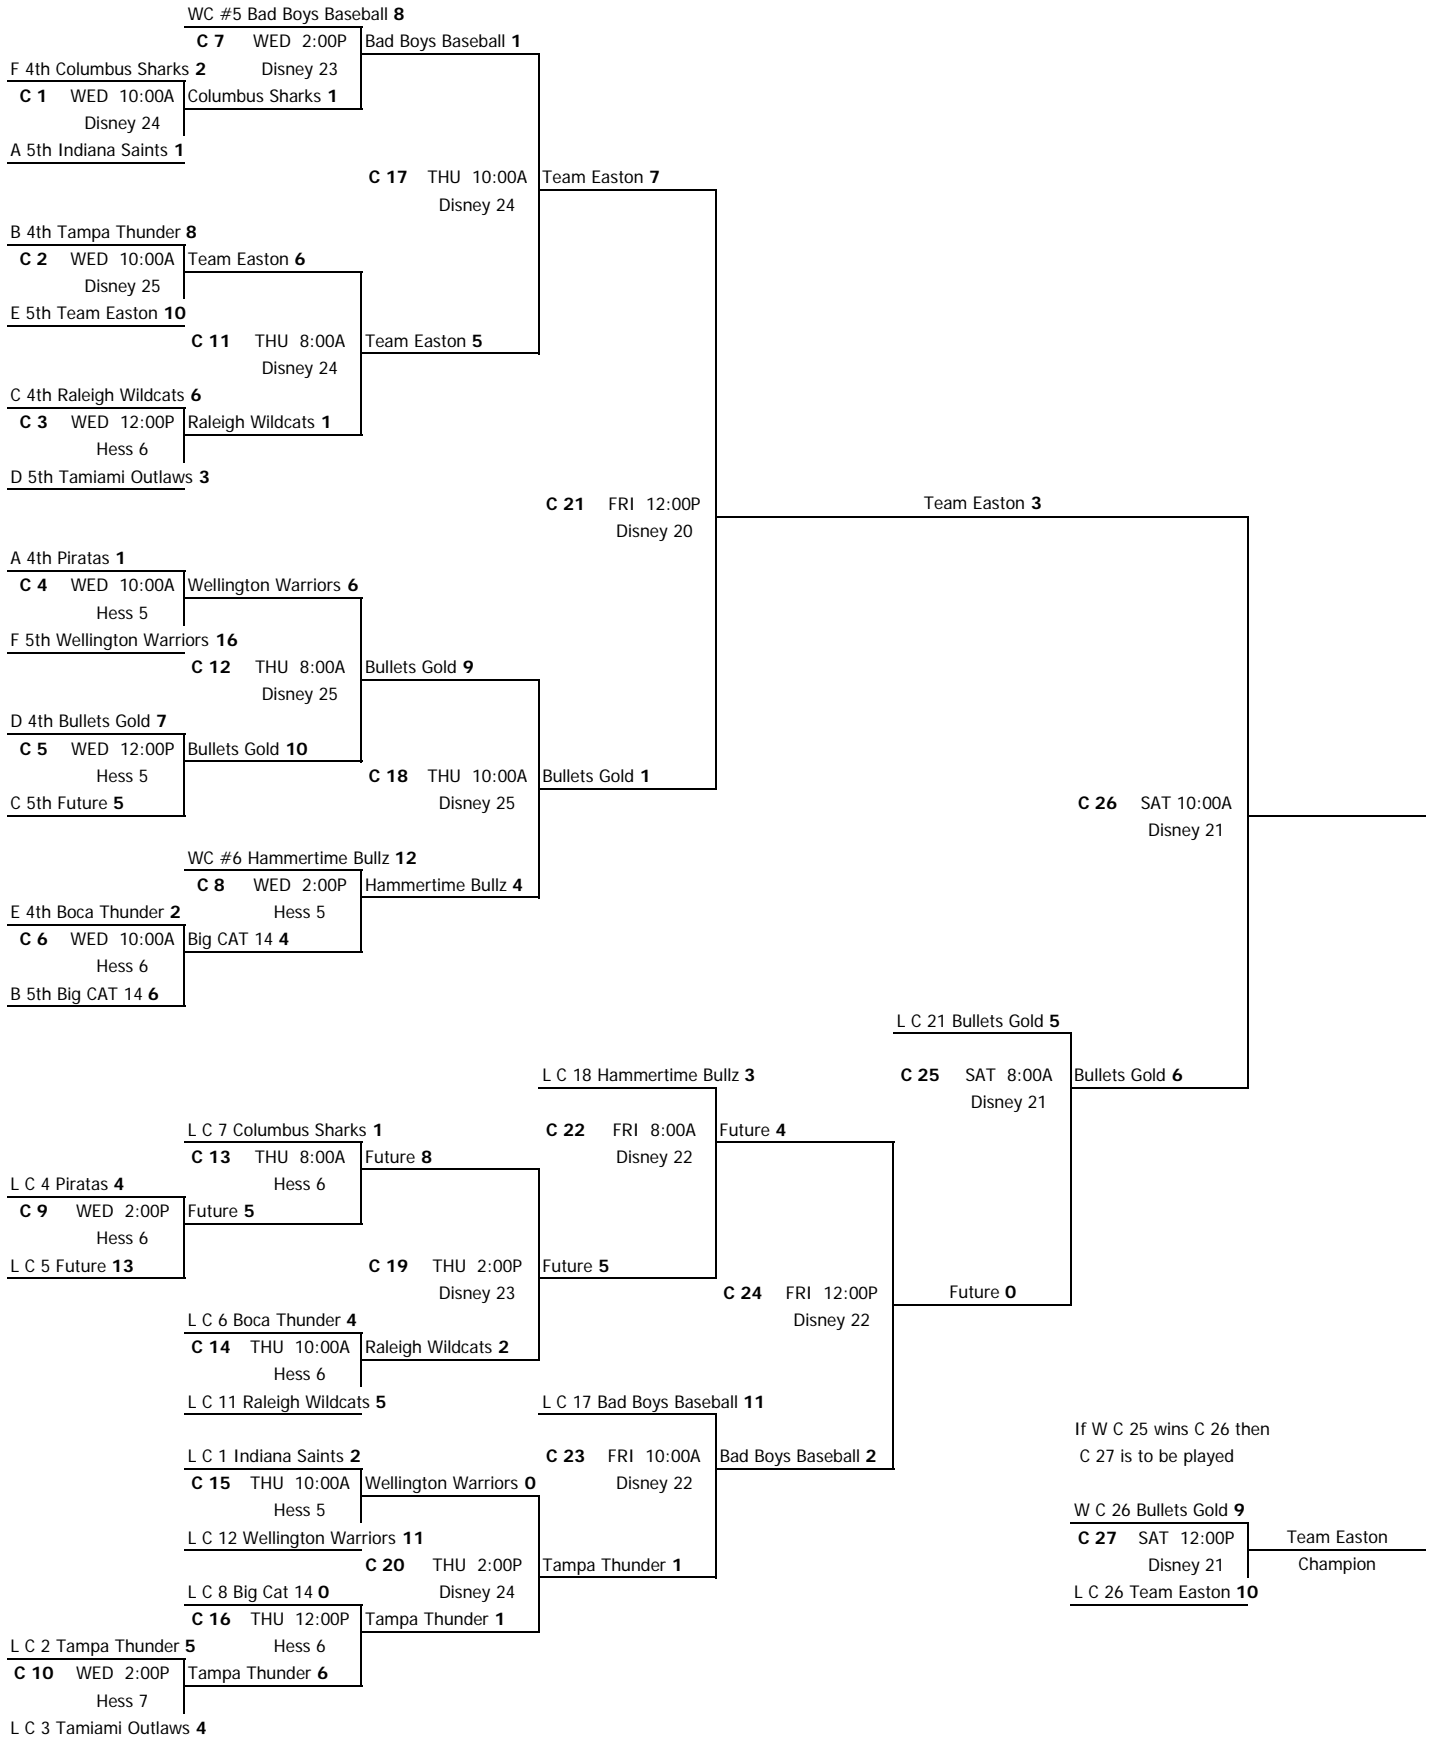 WC #5 Bad Boys Baseball 8
C 7 WED 2:00P Bad Boys Baseball 1
F 4th Columbus Sharks 2 Disney 23
C 1 WED 10:00A Columbus Sharks 1
Disney 24
A 5th Indiana Saints 1
C 17 THU 10:00A Team Easton 7
Disney 24
B 4th Tampa Thunder 8
C 2 WED 10:00A Team Easton 6
Disney 25
E 5th Team Easton 10
C 11 THU 8:00A Team Easton 5
Disney 24
C 4th Raleigh Wildcats 6
C 3 WED 12:00P Raleigh Wildcats 1
Hess 6
D 5th Tamiami Outlaws 3
C 21 FRI 12:00P Team Easton 3
Disney 20
A 4th Piratas 1
C 4 WED 10:00A Wellington Warriors 6
Hess 5
F 5th Wellington Warriors 16
C 12 THU 8:00A Bullets Gold 9
Disney 25
D 4th Bullets Gold 7
C 5 WED 12:00P Bullets Gold 10
Hess 5 C 18 THU 10:00A Bullets Gold 1
C 5th Future 5 Disney 25 C 26 SAT 10:00A
Disney 21
WC #6 Hammertime Bullz 12
C 8 WED 2:00P Hammertime Bullz 4
E 4th Boca Thunder 2 Hess 5
C 6 WED 10:00A Big CAT 14 4
Hess 6
B 5th Big CAT 14 6
L C 21 Bullets Gold 5
L C 18 Hammertime Bullz 3 C 25 SAT 8:00A Bullets Gold 6
Disney 21
L C 7 Columbus Sharks 1 C 22 FRI 8:00A Future 4
C 13 THU 8:00A Future 8 Disney 22
L C 4 Piratas 4 Hess 6
C 9 WED 2:00P Future 5
Hess 6
L C 5 Future 13 C 19 THU 2:00P Future 5
Disney 23 C 24 FRI 12:00P Future 0
L C 6 Boca Thunder 4 Disney 22
C 14 THU 10:00A Raleigh Wildcats 2
Hess 6
L C 11 Raleigh Wildcats 5 L C 17 Bad Boys Baseball 11
If W C 25 wins C 26 then
L C 1 Indiana Saints 2 C 23 FRI 10:00A Bad Boys Baseball 2 C 27 is to be played
C 15 THU 10:00A Wellington Warriors 0 Disney 22
Hess 5 W C 26 Bullets Gold 9
L C 12 Wellington Warriors 11 C 27 SAT 12:00P Team Easton
C 20 THU 2:00P Tampa Thunder 1 Disney 21 Champion
L C 8 Big Cat 14 0 Disney 24 L C 26 Team Easton 10
C 16 THU 12:00P Tampa Thunder 1
L C 2 Tampa Thunder 5 Hess 6
C 10 WED 2:00P Tampa Thunder 6
Hess 7
L C 3 Tamiami Outlaws 4